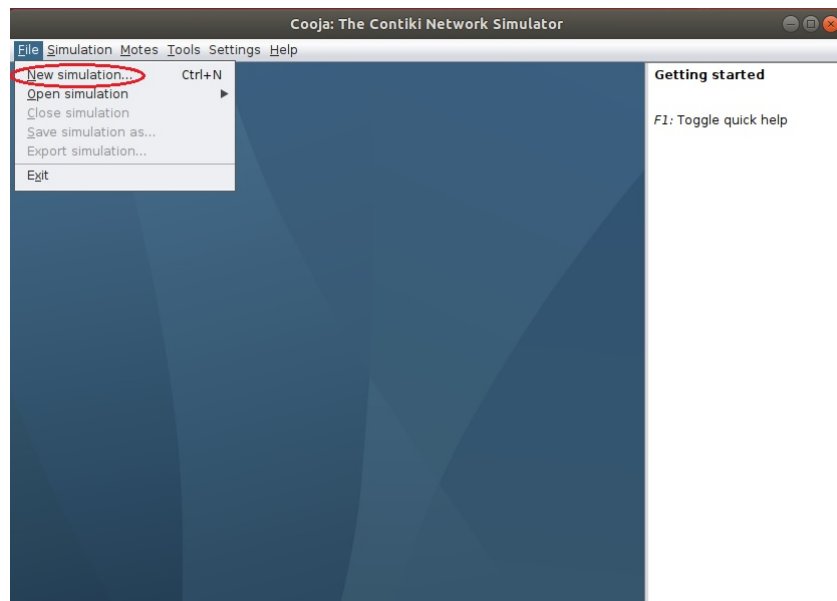 Cooja: The Contiki Network Simulator
File Simulation Motes Tools Settings Help
New simulation... Ctrl+N
Open simulation
Close simulation
Save simulation as...
Export simulation...
Exit
Getting started
F1: Toggle quick help